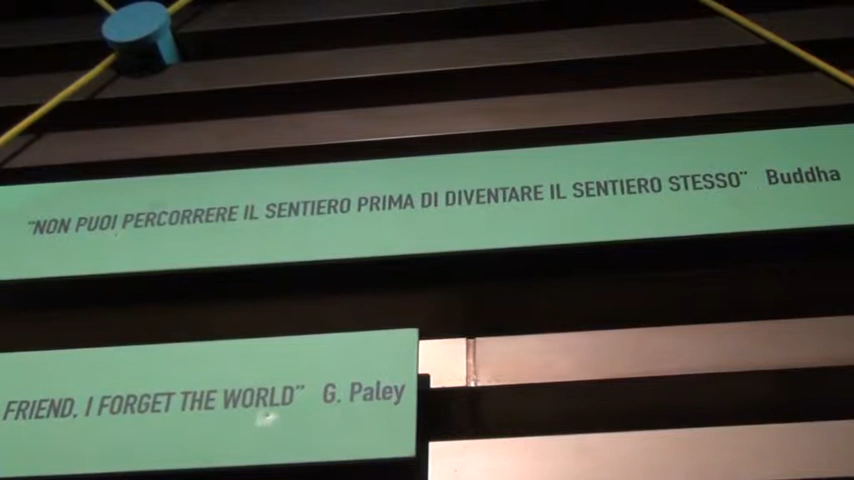 "NON PUOI PERCORRERE IL SENTIERO PRIMA DI DIVENTARE IL SENTIERO STESSO" Buddha
FRIEND. I FORGET THE WORLD" G. Paley